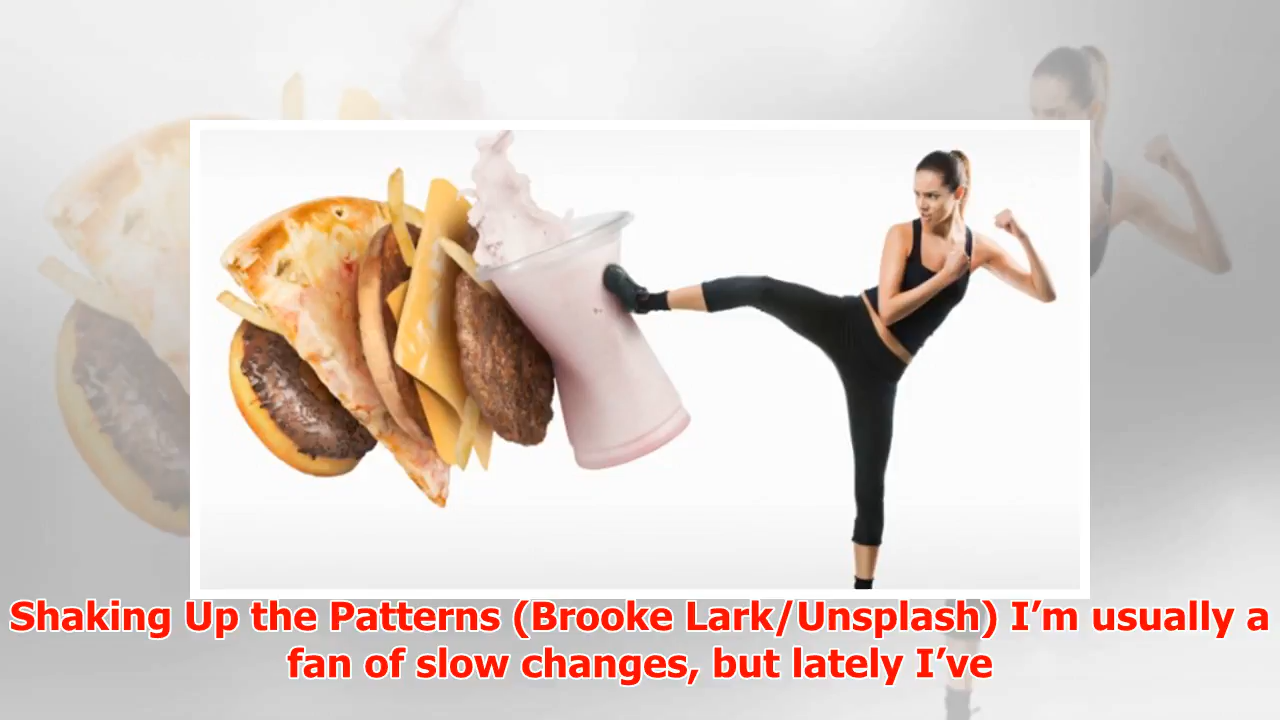 Shaking Up the Patterns (Brooke Lark/Unsplash) I’m usually a
fan of slow changes, but lately I’ve